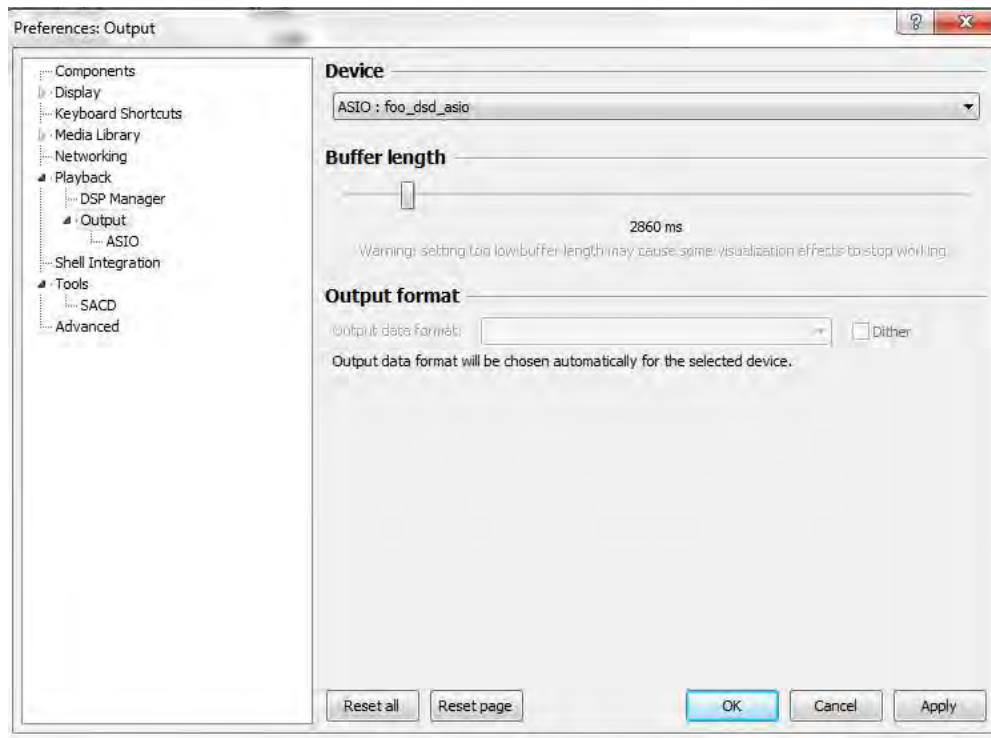 Preferences: Output
Components
Display
Keyboard Shortcuts
Media Library
Networking
Playback
DSP Manager
Output
ASIO
Shell Integration
Tools
SACD
Advanced
Device
ASIO : foo_dsd_asio
Buffer length
2860 ms
Warning: setting too low buffer length may cause some visualization effects to stop working.
Output format
Output data format:
Dither
Output data format will be chosen automatically for the selected device.
Reset all
Reset page
OK
Cancel
Apply